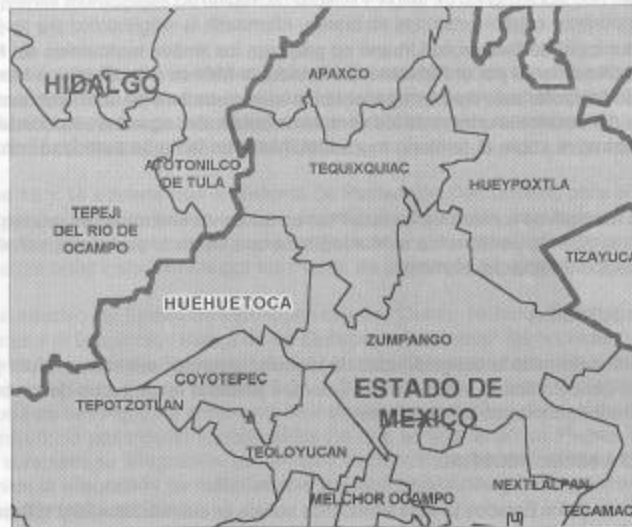 HIDALGO
APAXCO
ATOTONILCO
DE TULA
TEQUIXQUIAC
HUEYPOXTLA
TEPEJI
DEL RIO DE
OCAMPO
TIZAYUCA
HUEHUETOCA
ZUMPANGO
COYOTEPEC
ESTADO DE
MEXICO
TEPOTZOTLAN
TEOLOYUCAN
NEXTLALPAN
MELCHOR OCAMPO
TECAMAC